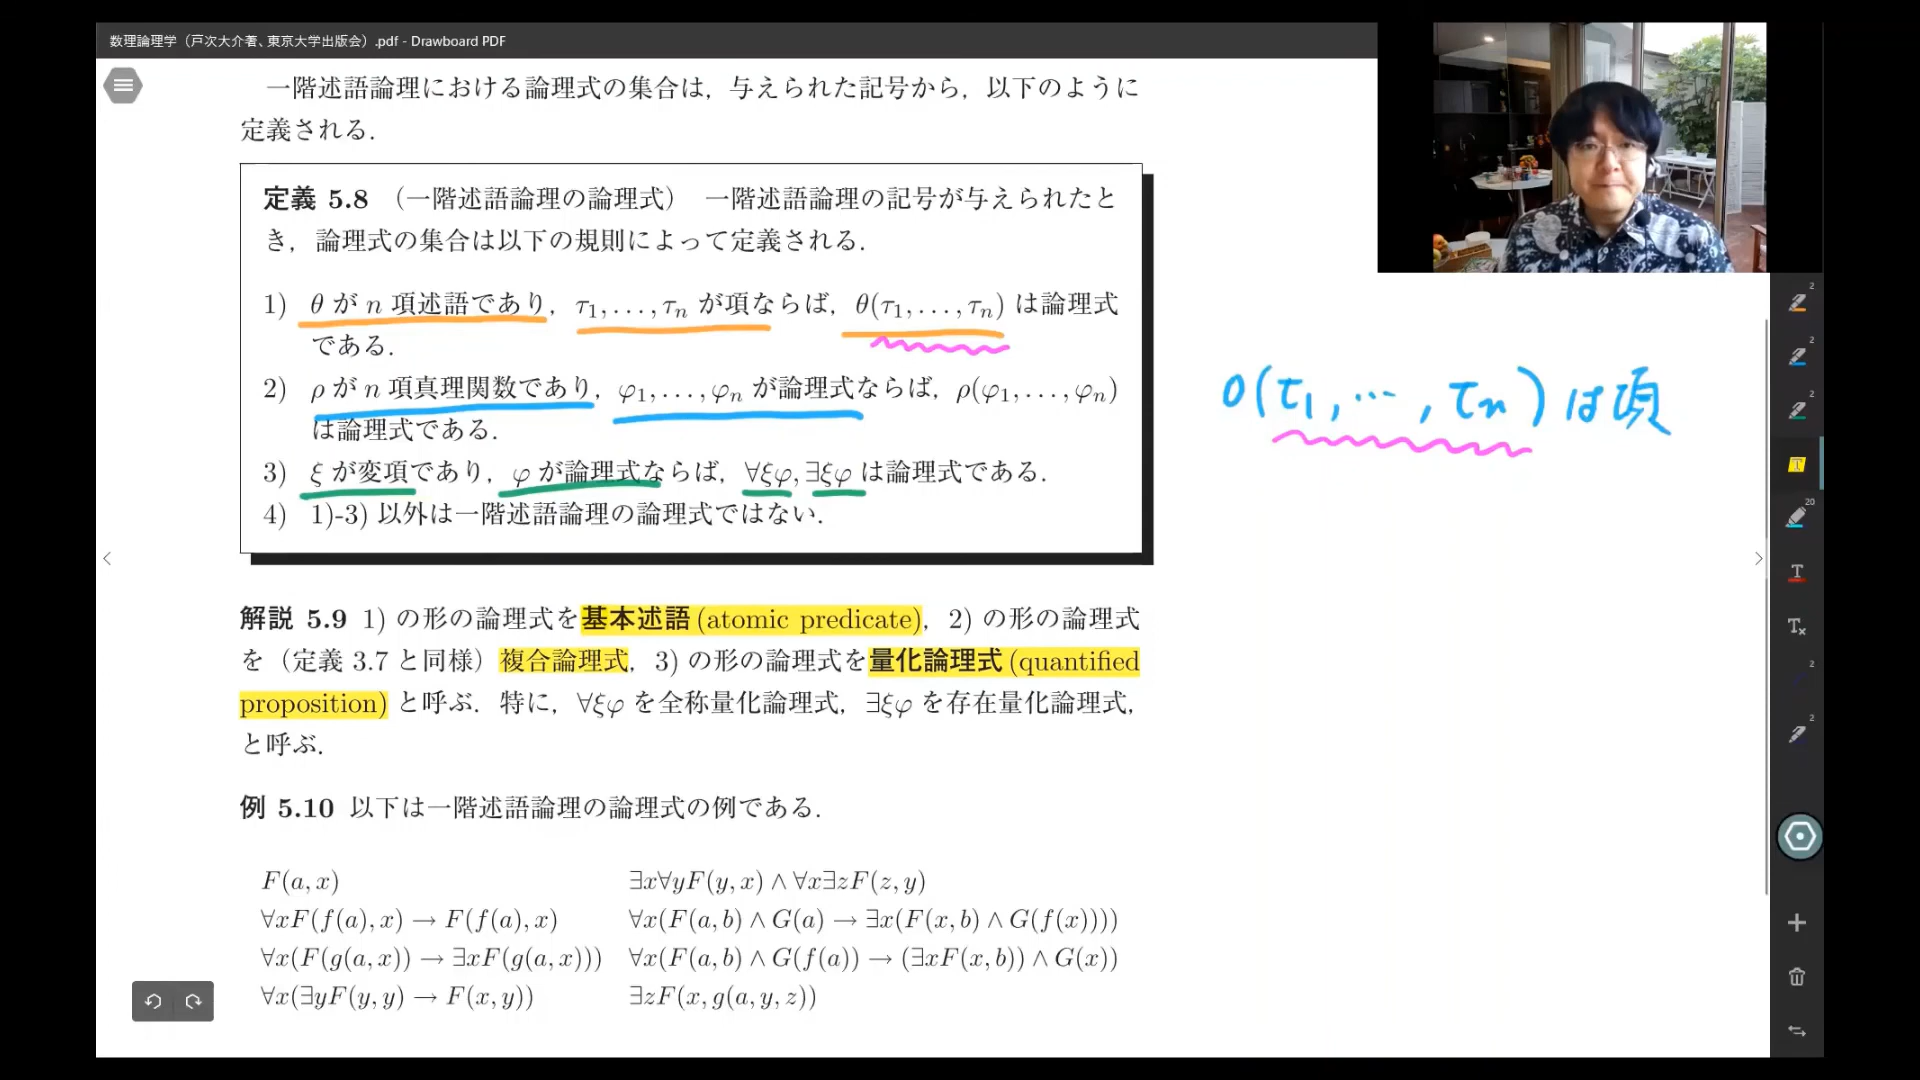 数理論理学（戸次大介著、東京大学出版会）.pdf - Drawboard PDF
一階述語論理における論理式の集合は，与えられた記号から，以下のように
定義される．
定義 5.8 （一階述語論理の論理式） 一階述語論理の記号が与えられたと
き，論理式の集合は以下の規則によって定義される．
1) θ が n 項述語であり，τ₁, . . . , τₙ が項ならば，θ(τ₁, . . . , τₙ) は論理式
である．
2) ρ が n 項真理関数であり，φ₁, . . . , φₙ が論理式ならば，ρ(φ₁, . . . , φₙ)
は論理式である．
3) ξ が変項であり，φ が論理式ならば，∀ξφ, ∃ξφ は論理式である．
4) 1)-3) 以外は一階述語論理の論理式ではない．
o(τ₁, … , τₙ) は項
解説 5.9 1) の形の論理式を基本述語 (atomic predicate)，2) の形の論理式
を（定義 3.7 と同様）複合論理式，3) の形の論理式を量化論理式 (quantified
proposition) と呼ぶ．特に，∀ξφ を全称量化論理式，∃ξφ を存在量化論理式，
と呼ぶ．
例 5.10 以下は一階述語論理の論理式の例である．
F(a, x) ∃x∀yF(y, x) ∧ ∀x∃zF(z, y)
∀xF(f(a), x) → F(f(a), x) ∀x(F(a, b) ∧ G(a) → ∃x(F(x, b) ∧ G(f(x))))
∀x(F(g(a, x)) → ∃xF(g(a, x))) ∀x(F(a, b) ∧ G(f(a)) → (∃xF(x, b)) ∧ G(x))
∀x(∃yF(y, y) → F(x, y)) ∃zF(x, g(a, y, z))
2
2
2
T
20
T
Tx
2
2